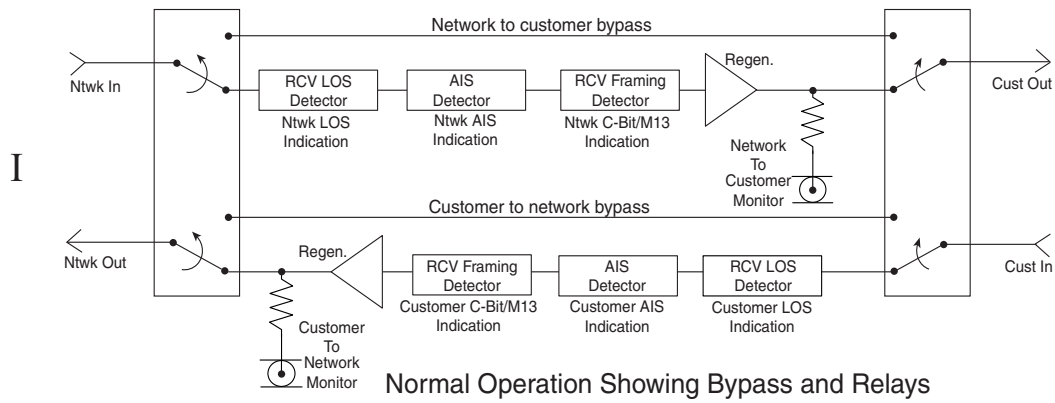 Network to customer bypass
Regen.
Ntwk In
RCV LOS
Detector
Ntwk LOS
Indication
AIS
Detector
Ntwk AIS
Indication
RCV Framing
Detector
Ntwk C-Bit/M13
Indication
Cust Out
Network
To
Customer
Monitor
I
Customer to network bypass
Ntwk Out
Regen.
RCV Framing
Detector
Customer C-Bit/M13
Indication
AIS
Detector
Customer AIS
Indication
RCV LOS
Detector
Customer LOS
Indication
Cust In
Customer
To
Network
Monitor
Normal Operation Showing Bypass and Relays